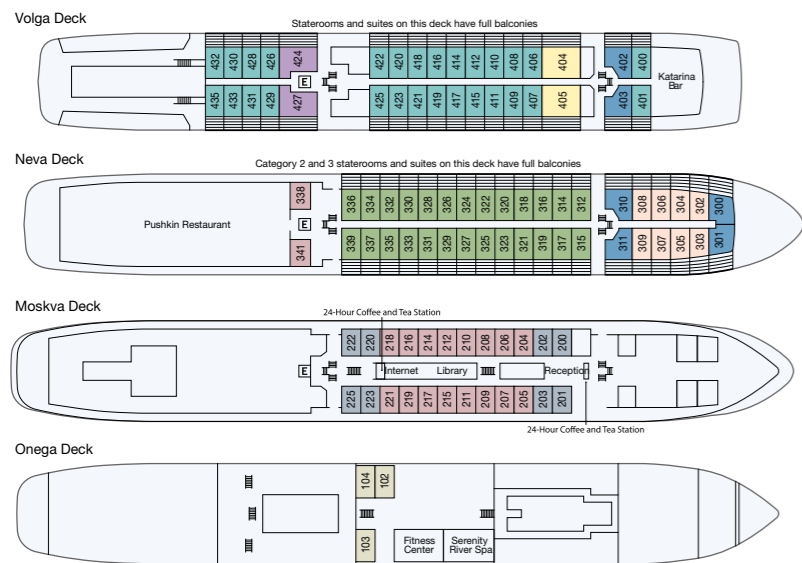 Volga Deck
Staterooms and suites on this deck have full balconies
432 430 428 426 424 422 420 418 416 414 412 410 408 406 404 402 400
E
Katarina
Bar
435 433 431 429 427 425 423 421 419 417 415 411 409 407 405 403 401
Neva Deck
Category 2 and 3 staterooms and suites on this deck have full balconies
338 336 334 332 330 328 326 324 322 320 318 316 314 312 310 308 306 304 302 300
Pushkin Restaurant
E
341 339 337 335 333 331 329 327 325 323 321 319 317 315 311 309 307 305 303 301
Moskva Deck
24-Hour Coffee and Tea Station
222 220 218 216 214 212 210 208 206 204 202 200
E
Internet Library Reception
225 223 221 219 217 215 211 209 207 205 203 201
24-Hour Coffee and Tea Station
Onega Deck
104 102
103
Fitness
Center
Serenity
River Spa